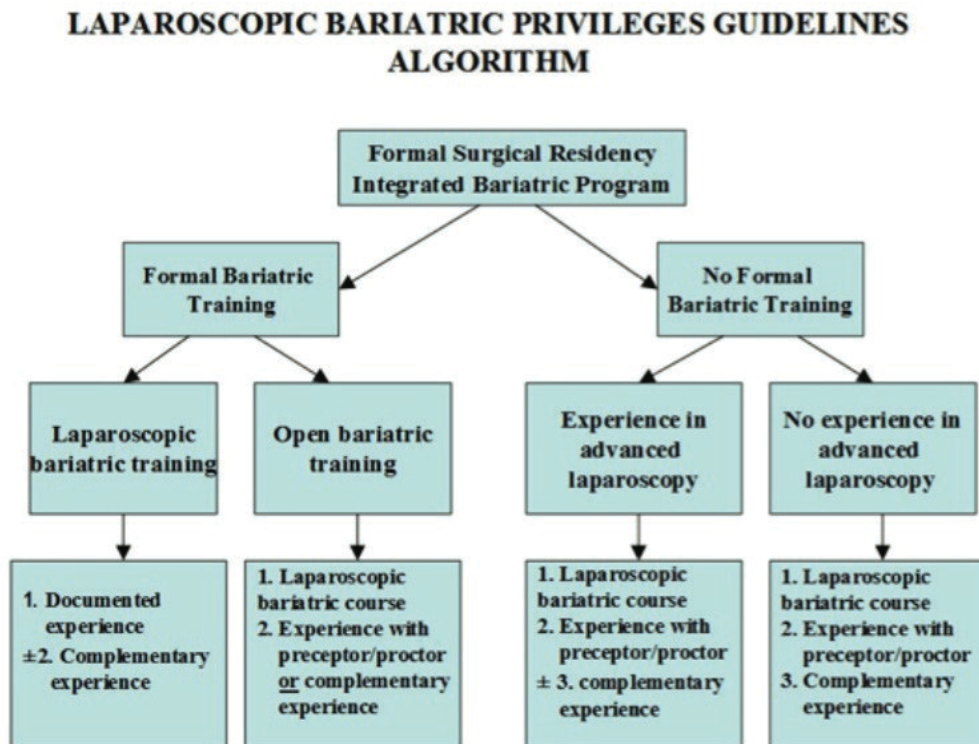 LAPAROSCOPIC BARIATRIC PRIVILEGES GUIDELINES
ALGORITHM
Formal Surgical Residency
Integrated Bariatric Program
Formal Bariatric
Training
No Formal
Bariatric Training
Laparoscopic
bariatric training
Open bariatric
training
Experience in
advanced
laparoscopy
No experience in
advanced
laparoscopy
1. Documented
experience
±2. Complementary
experience
1. Laparoscopic
bariatric course
2. Experience with
preceptor/proctor
or complementary
experience
1. Laparoscopic
bariatric course
2. Experience with
preceptor/proctor
± 3. complementary
experience
1. Laparoscopic
bariatric course
2. Experience with
preceptor/proctor
3. Complementary
experience